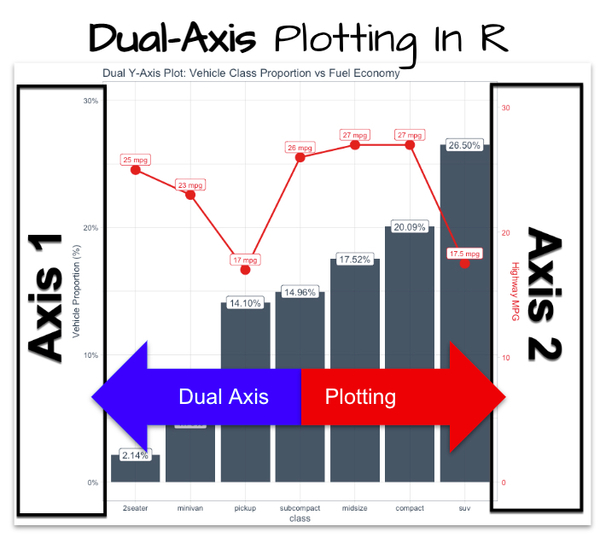 Dual-Axis Plotting In R
Dual Y-Axis Plot: Vehicle Class Proportion vs Fuel Economy
Axis 1
Vehicle Proportion (%)
30%
20%
10%
0%
25 mpg
23 mpg
17 mpg
26 mpg
27 mpg
27 mpg
17.5 mpg
2.14%
14.10%
14.96%
17.52%
20.09%
26.50%
Dual Axis
Plotting
30
20
10
0
Highway MPG
Axis 2
2seater minivan pickup subcompact midsize compact suv
class